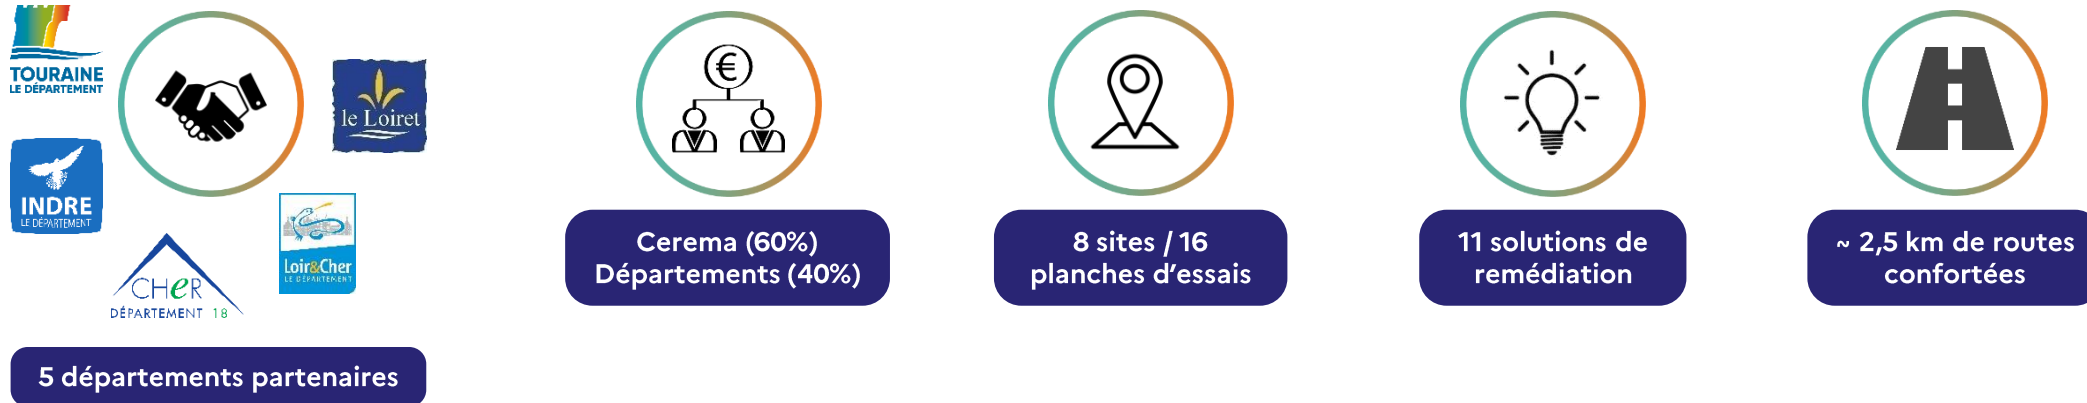 TOURAINE
LE DÉPARTEMENT
le Loiret
INDRE
LE DÉPARTEMENT
Loir&Cher
LE DÉPARTEMENT
CHeR
DÉPARTEMENT 18
5 départements partenaires
€
Cerema (60%)
Départements (40%)
8 sites / 16
planches d'essais
11 solutions de
remédiation
~ 2,5 km de routes
confortées